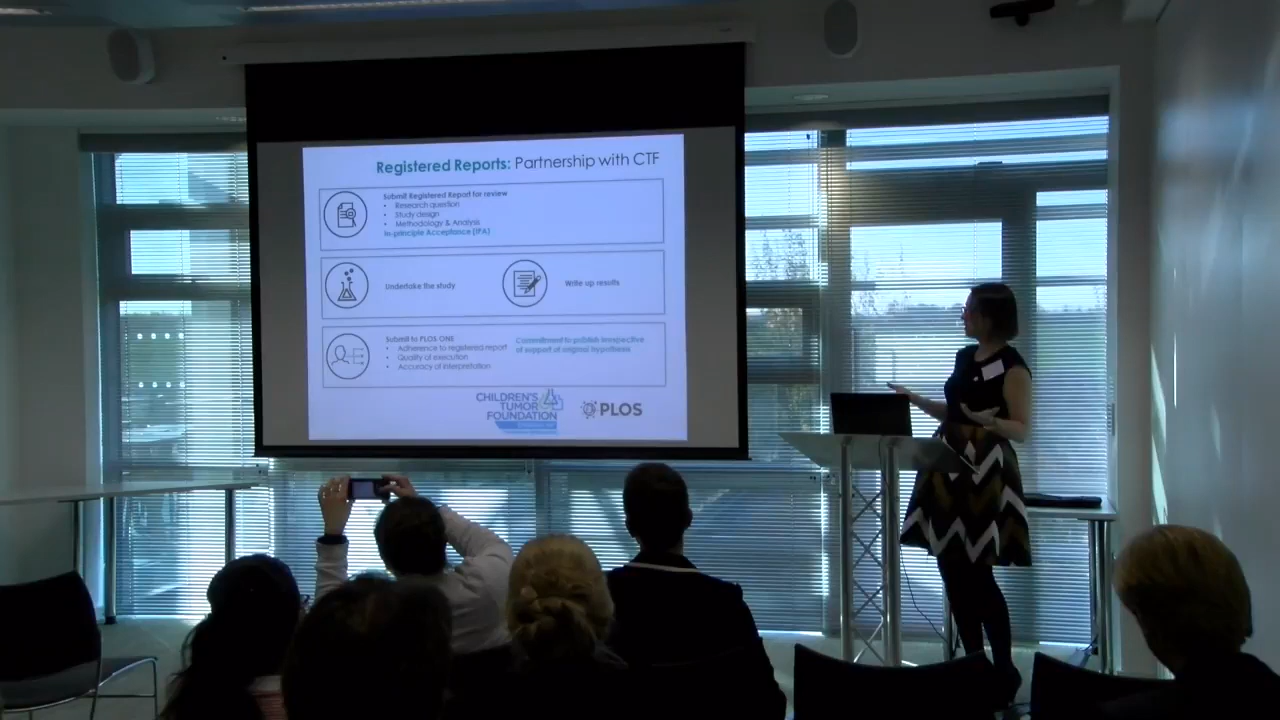 Registered Reports: Partnership with CTF
Submit Registered Report for review
• Research question
• Study design
• Methodology & Analysis
In-principle Acceptance (IPA)
Undertake the study
Write up results
Submit to PLOS ONE
• Adherence to registered report
• Quality of execution
• Accuracy of interpretation
Commitment to publish irrespective
of support of original hypothesis
CHILDREN'S
TUMOR
FOUNDATION
PLOS